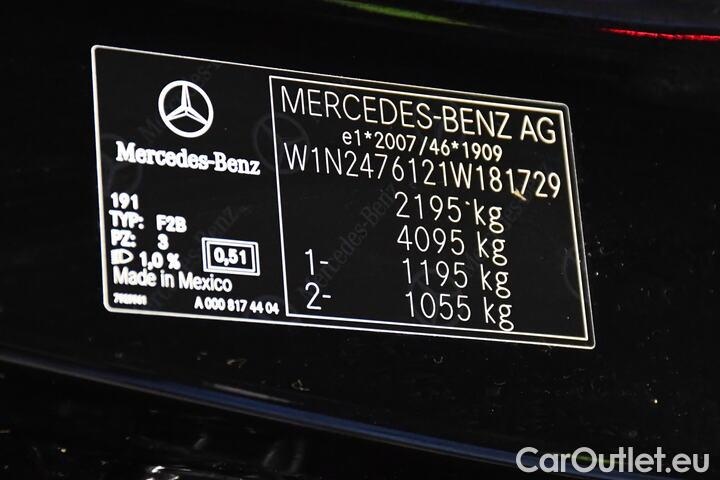 Mercedes-Benz
191
TYP: F2B
PZ: 3
1,0 %
0,51
Made in Mexico
A 000 817 44 04
MERCEDES-BENZ AG
e1*2007/46*1909
W1N2476121W181729
2195 kg
4095 kg
1- 1195 kg
2- 1055 kg
CarOutlet.eu